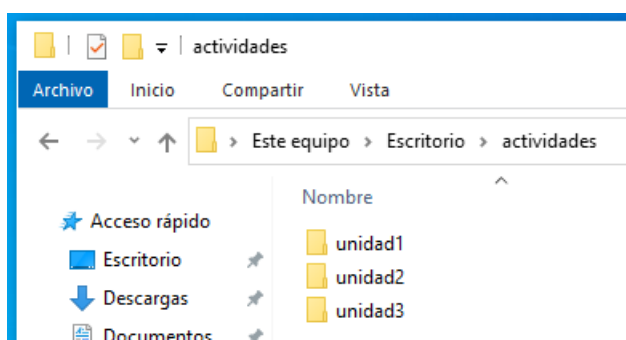 actividades
Archivo Inicio Compartir Vista
Este equipo > Escritorio > actividades
Nombre
Acceso rápido
Escritorio
Descargas
Documentos
unidad1
unidad2
unidad3